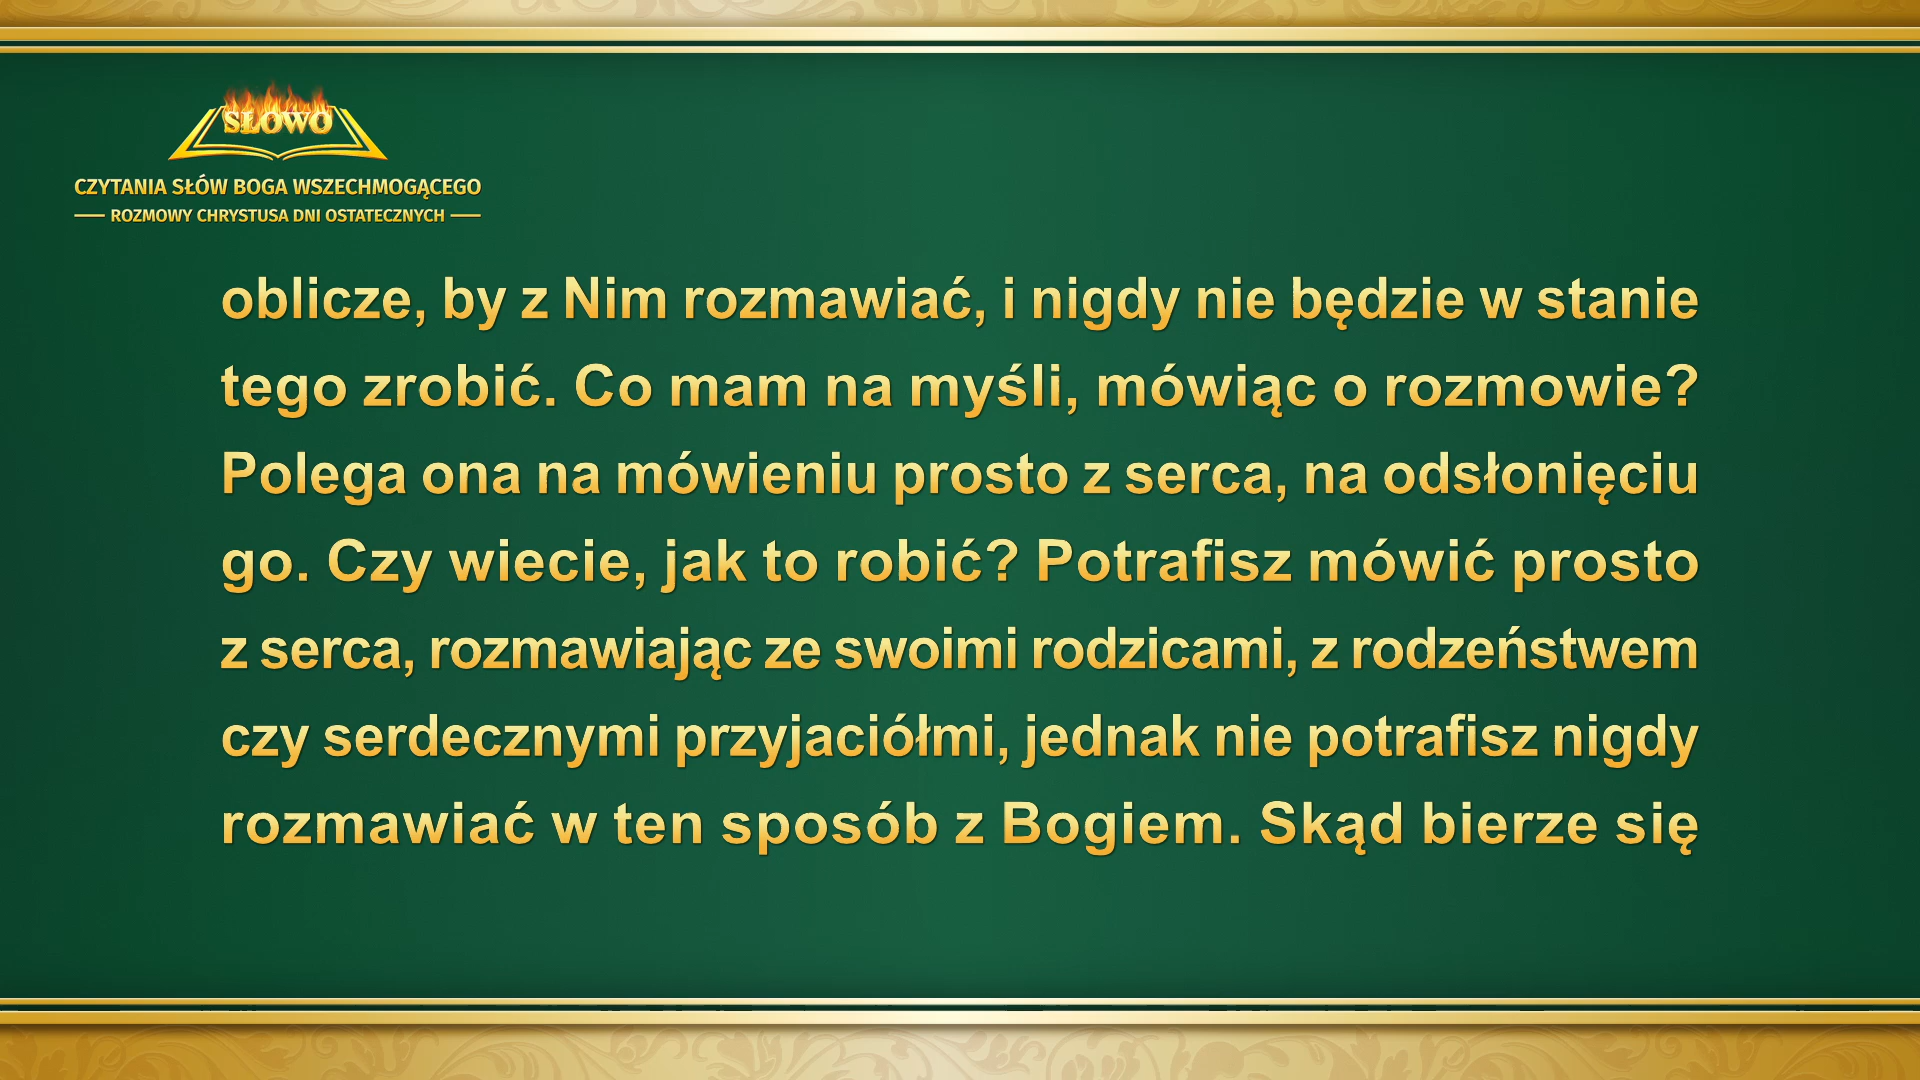 SŁOWO
CZYTANIA SŁÓW BOGA WSZECHMOGĄCEGO
ROZMOWY CHRYSTUSA DNI OSTATECZNYCH
oblicze, by z Nim rozmawiać, i nigdy nie będzie w stanie
tego zrobić. Co mam na myśli, mówiąc o rozmowie?
Polega ona na mówieniu prosto z serca, na odsłonięciu
go. Czy wiecie, jak to robić? Potrafisz mówić prosto
z serca, rozmawiając ze swoimi rodzicami, z rodzeństwem
czy serdecznymi przyjaciółmi, jednak nie potrafisz nigdy
rozmawiać w ten sposób z Bogiem. Skąd bierze się